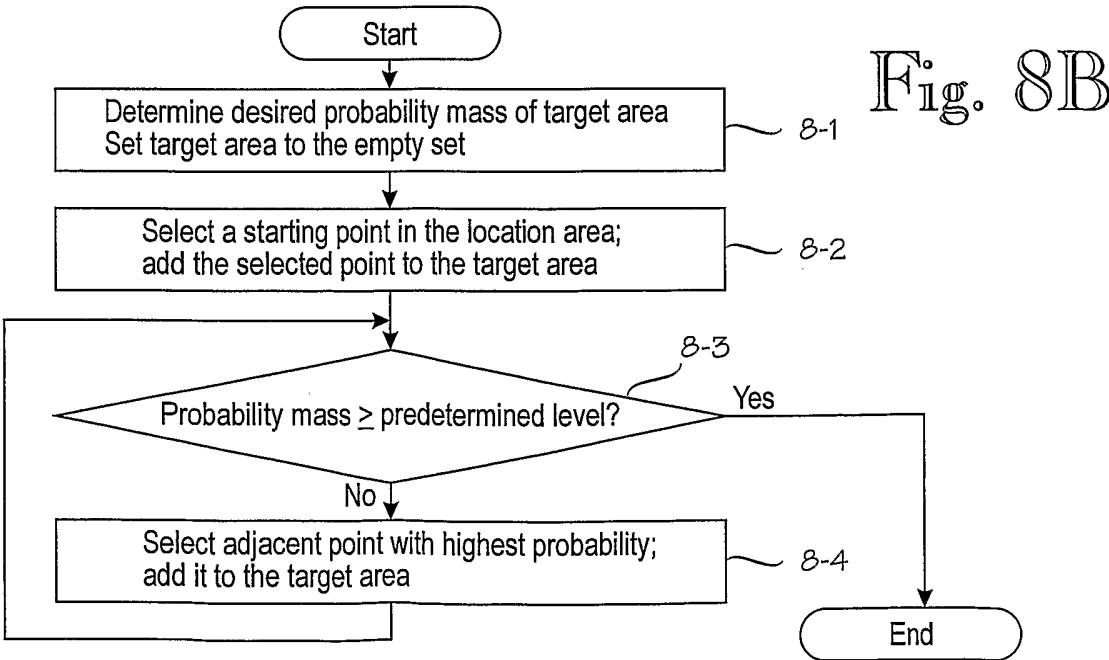 Start
Fig. 8B
Determine desired probability mass of target area
Set target area to the empty set
8-1
Select a starting point in the location area;
add the selected point to the target area
8-2
8-3
Probability mass ≥ predetermined level?
Yes
No
Select adjacent point with highest probability;
add it to the target area
8-4
End